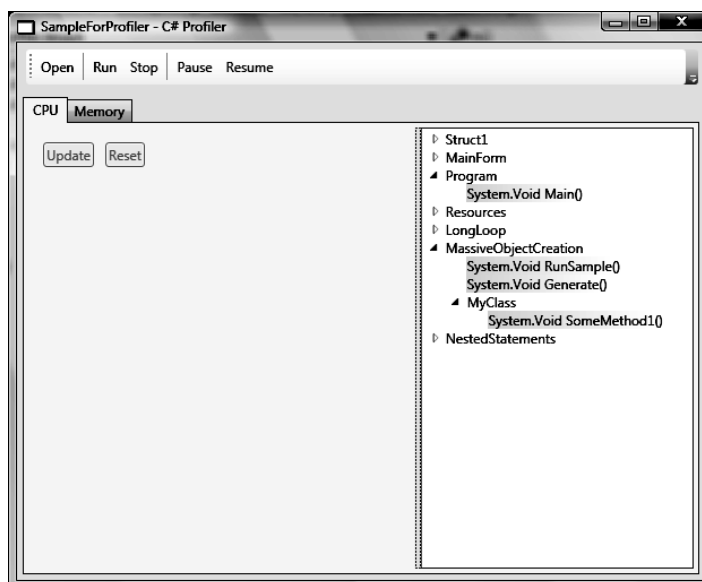 SampleForProfiler - C# Profiler
Open Run Stop Pause Resume
CPU Memory
Update Reset
Struct1
MainForm
Program
System.Void Main()
Resources
LongLoop
MassiveObjectCreation
System.Void RunSample()
System.Void Generate()
MyClass
System.Void SomeMethod1()
NestedStatements